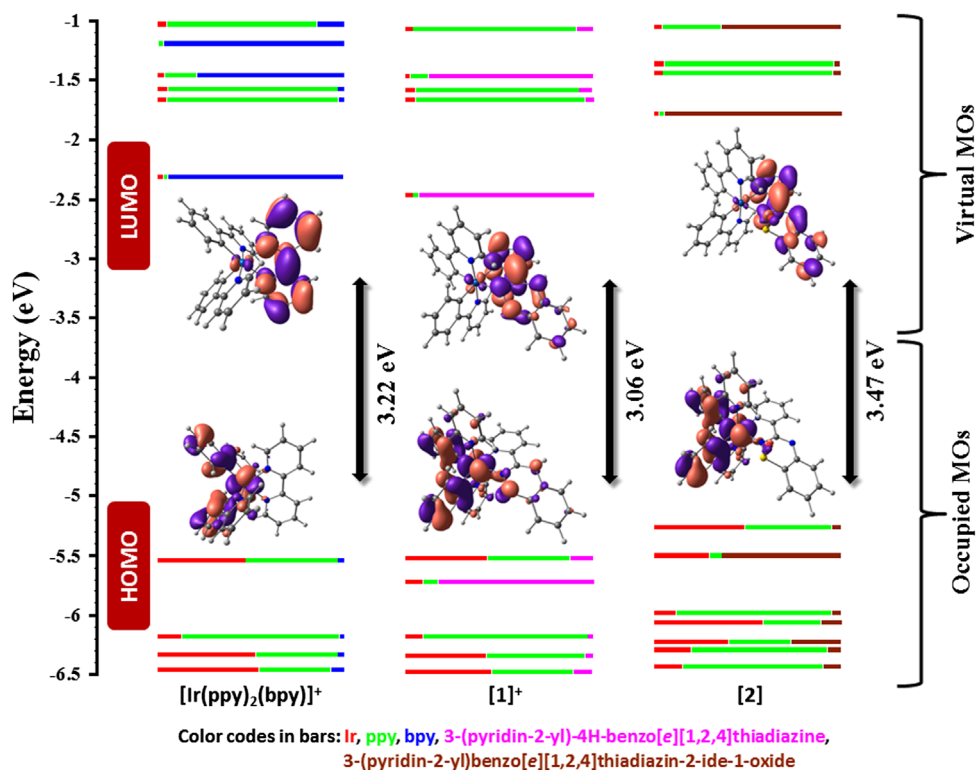 Energy (eV)
-1
-1.5
-2
-2.5
-3
-3.5
-4
-4.5
-5
-5.5
-6
-6.5
LUMO
HOMO
3.22 eV
3.06 eV
3.47 eV
Virtual MOs
Occupied MOs
[Ir(ppy)₂(bpy)]⁺
[1]⁺
[2]
Color codes in bars: Ir, ppy, bpy, 3-(pyridin-2-yl)-4H-benzo[e][1,2,4]thiadiazine,
3-(pyridin-2-yl)benzo[e][1,2,4]thiadiazin-2-ide-1-oxide